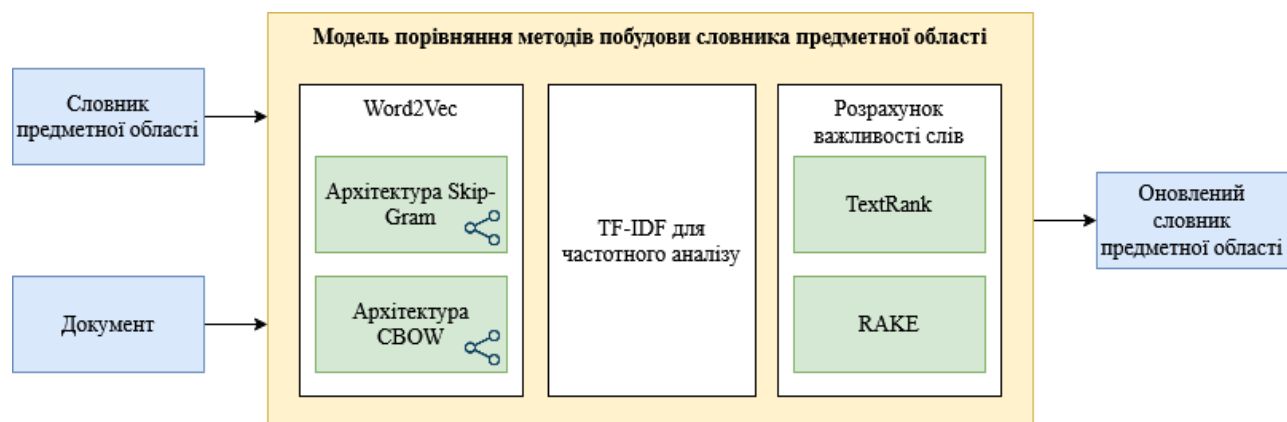 Модель порівняння методів побудови словника предметної області
Словник
предметної області
Документ
Word2Vec
Архітектура Skip-
Gram
Архітектура
CBOW
TF-IDF для
частотного аналізу
Розрахунок
важливості слів
TextRank
RAKE
Оновлений
словник
предметної області